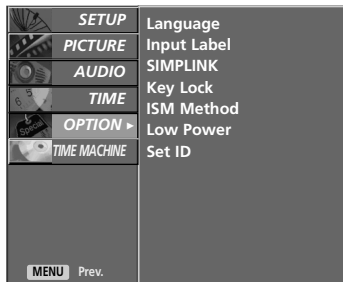 SETUP
PICTURE
AUDIO
TIME
OPTION ▸
TIME MACHINE
MENU Prev.
Language
Input Label
SIMPLINK
Key Lock
ISM Method
Low Power
Set ID